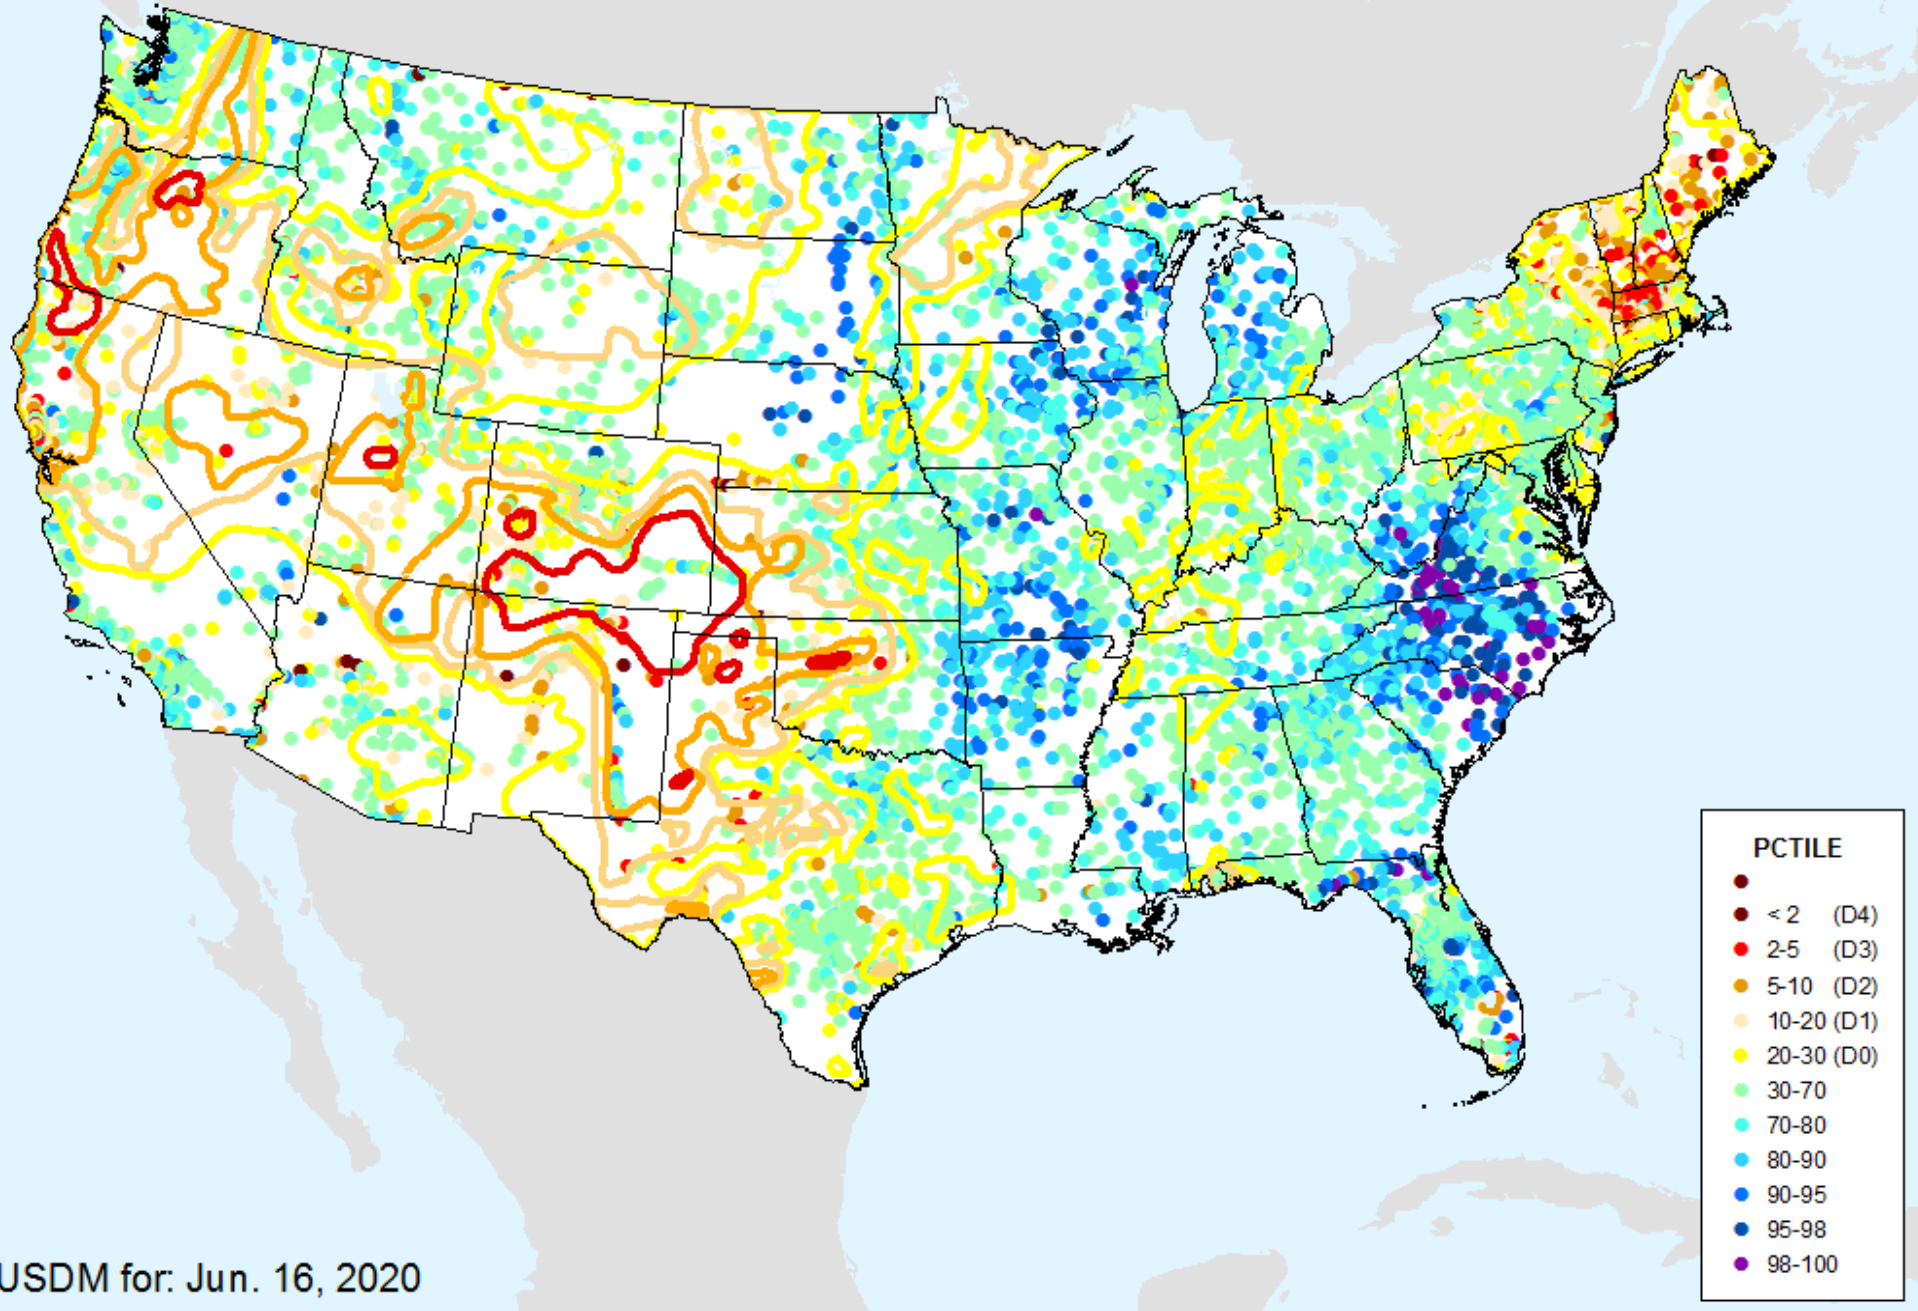 PCTILE
< 2 (D4)
2-5 (D3)
5-10 (D2)
10-20 (D1)
20-30 (D0)
30-70
70-80
80-90
90-95
95-98
98-100
USDM for: Jun. 16, 2020